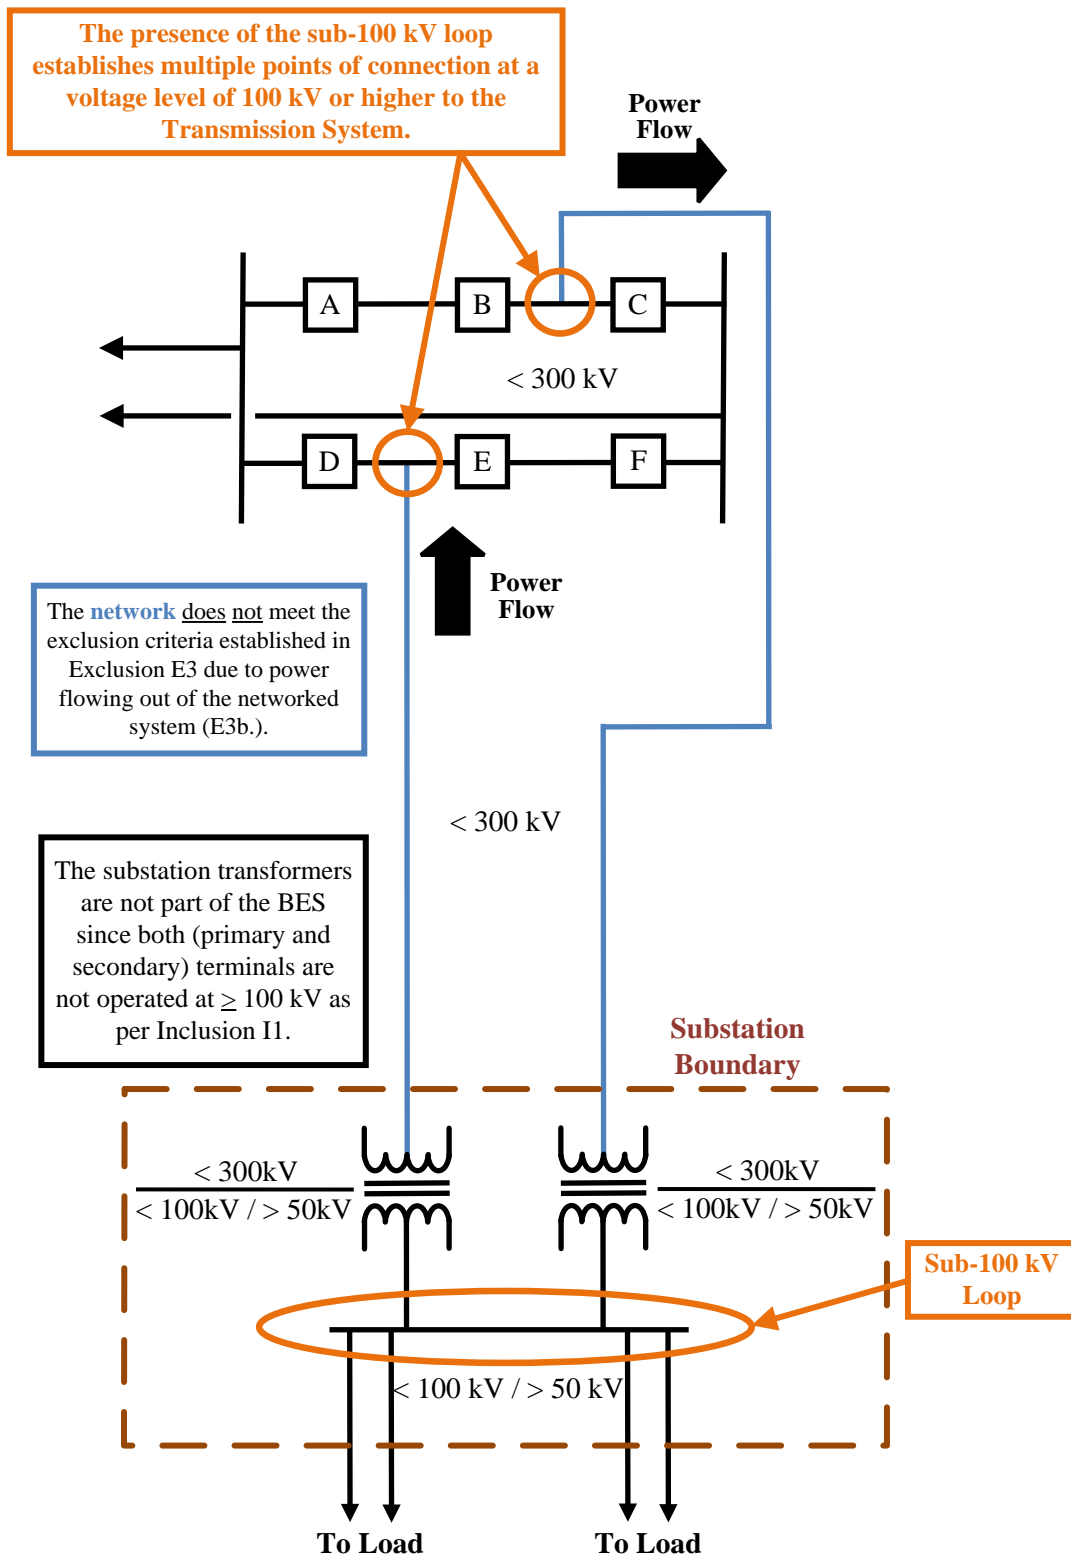 The presence of the sub-100 kV loop
establishes multiple points of connection at a
voltage level of 100 kV or higher to the
Transmission System.
Power
Flow
A
B
C
< 300 kV
D
E
F
Power
Flow
The network does not meet the
exclusion criteria established in
Exclusion E3 due to power
flowing out of the networked
system (E3b.).
< 300 kV
The substation transformers
are not part of the BES
since both (primary and
secondary) terminals are
not operated at ≥ 100 kV as
per Inclusion I1.
Substation
Boundary
< 300kV
< 100kV / > 50kV
< 300kV
< 100kV / > 50kV
Sub-100 kV
Loop
< 100 kV / > 50 kV
To Load
To Load